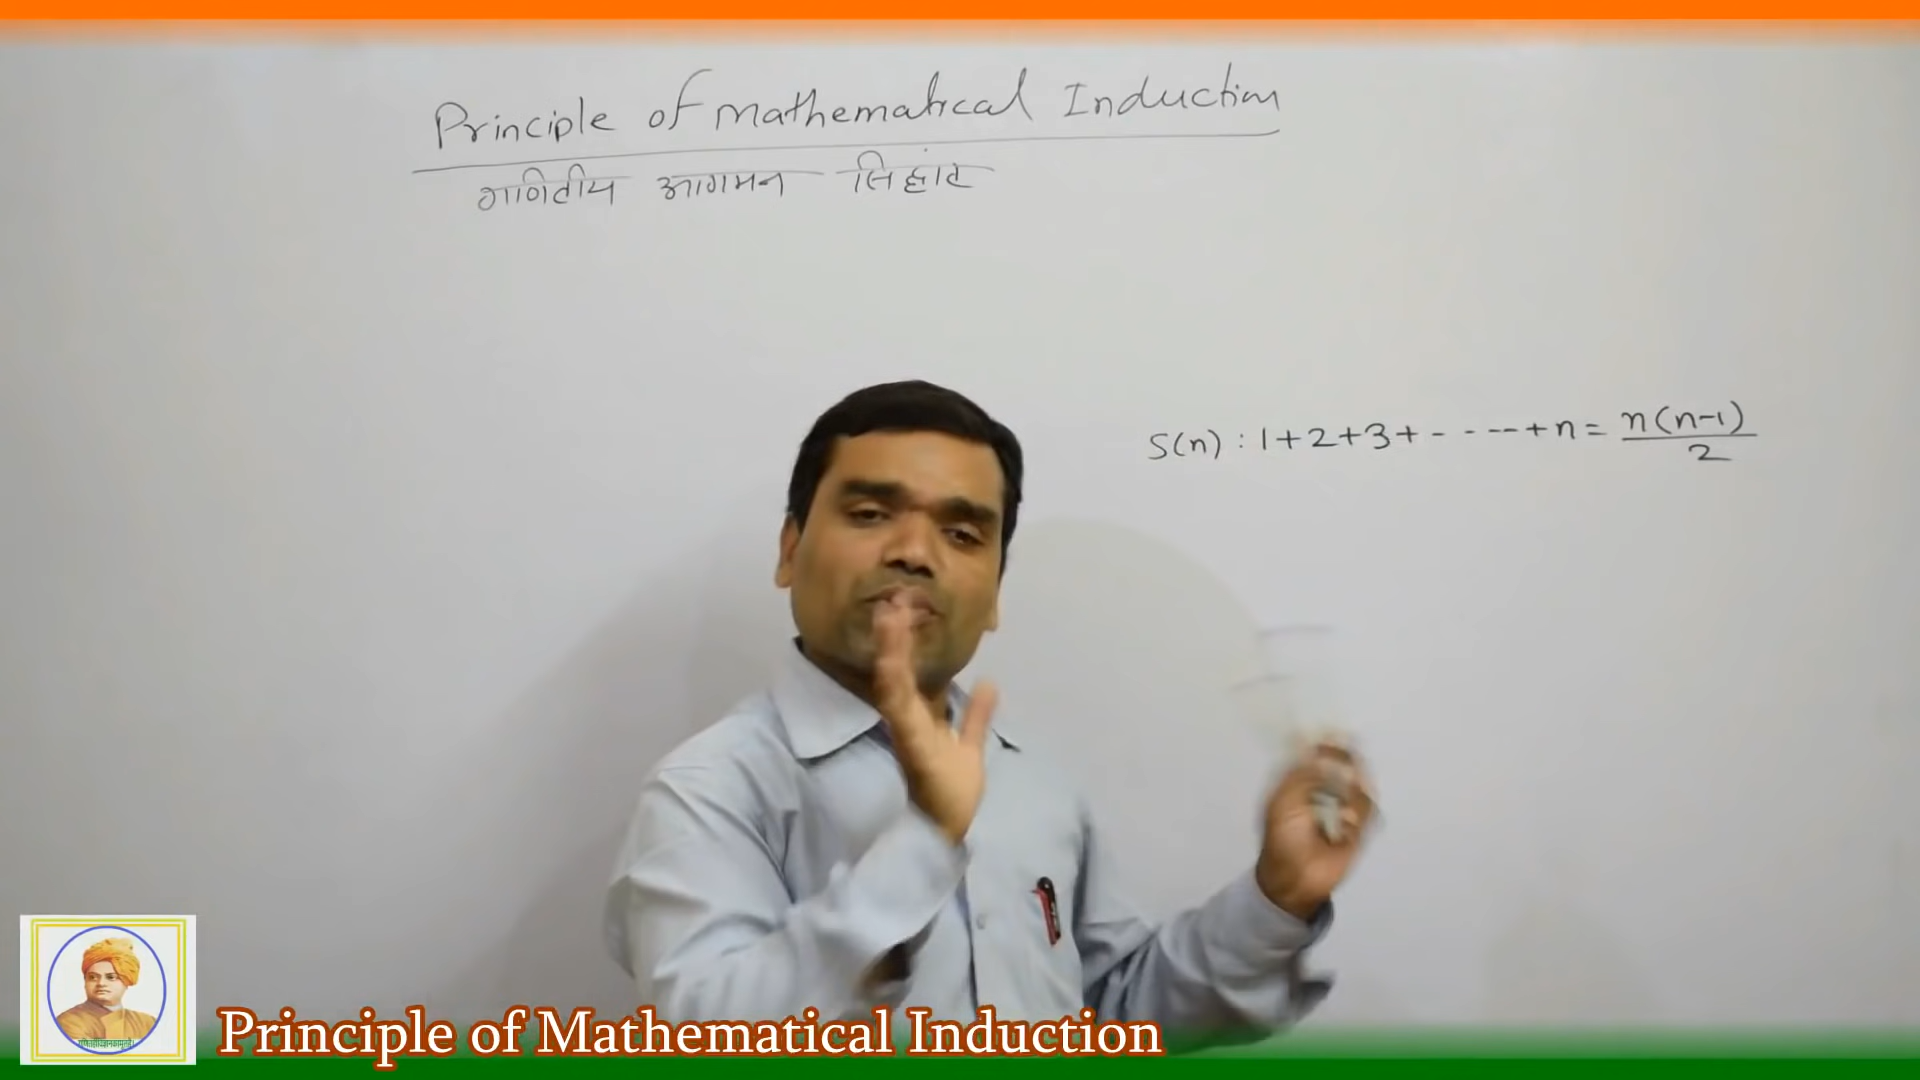 Principle of Mathematical Induction
गणितीय आगमन सिद्धांत
S(n) : 1+2+3+-----+n = n(n-1)/2
Principle of Mathematical Induction